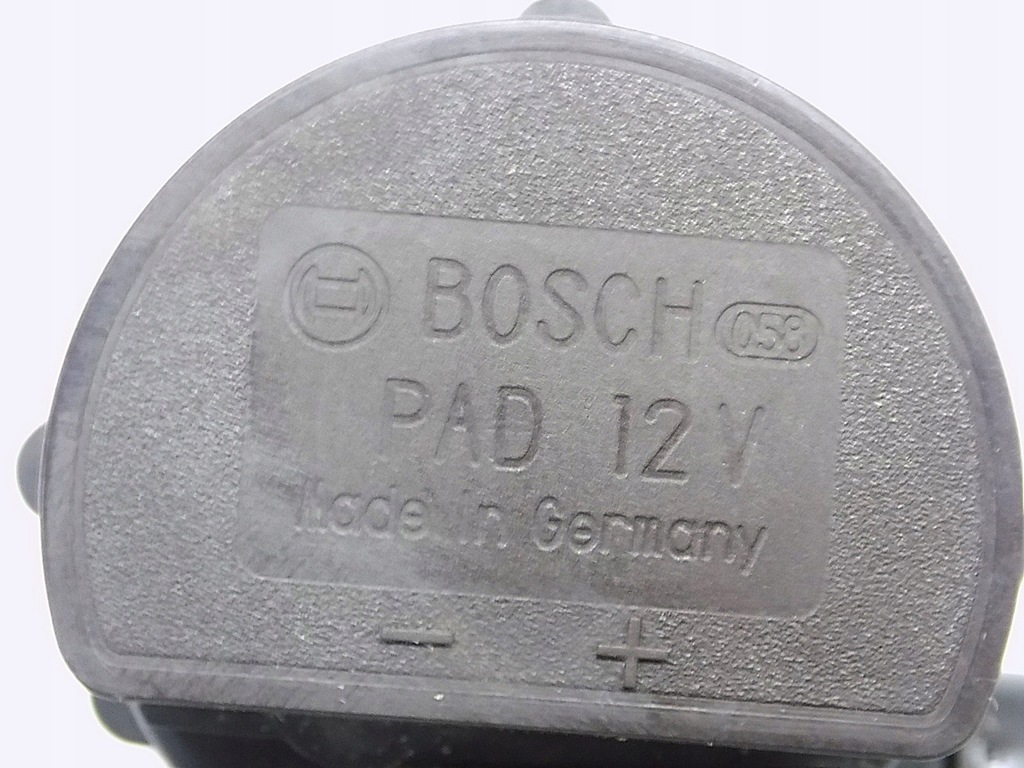 BOSCH 058
PAD 12 V
Made in Germany
− +